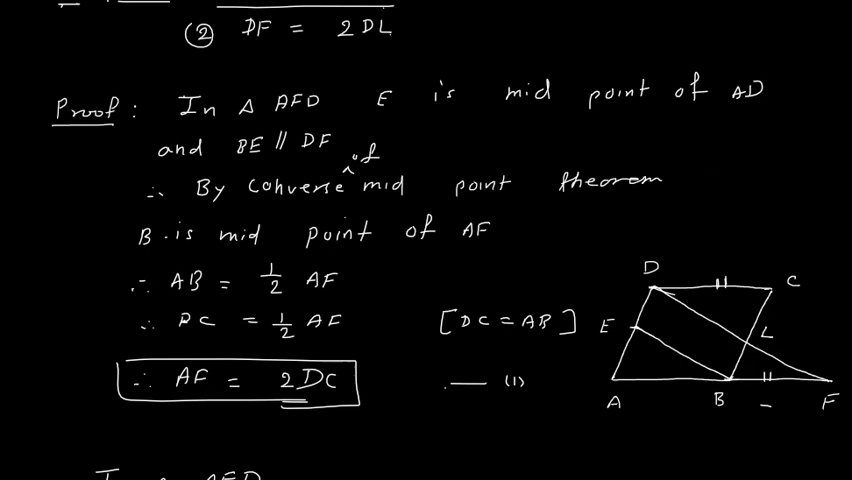 ② DF = 2DL
Proof : In Δ AFD E is mid point of AD
and BE // DF
∴ By Converse ^of mid point theorem
B is mid point of AF
∴ AB = 1/2 AF
∴ DC = 1/2 AF [DC = AB]
∴ AF = 2DC — (1)
D C
E L
A B F